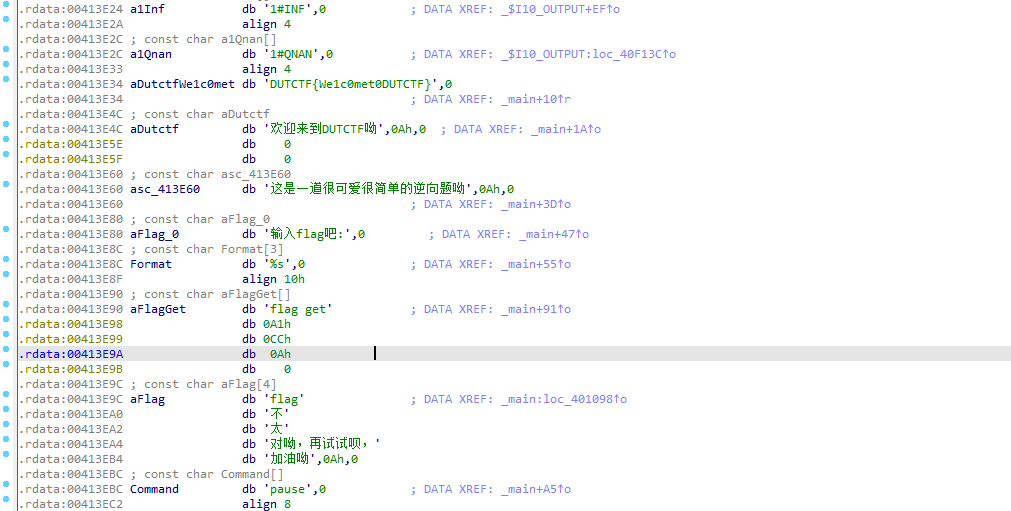 .rdata:00413E24 a1Inf db '1#INF',0 ; DATA XREF: _$I10_OUTPUT+EF↑o
.rdata:00413E2A align 4
.rdata:00413E2C ; const char a1Qnan[]
.rdata:00413E2C a1Qnan db '1#QNAN',0 ; DATA XREF: _$I10_OUTPUT:loc_40F13C↑o
.rdata:00413E33 align 4
.rdata:00413E34 aDutctfWe1c0met db 'DUTCTF{We1c0met0DUTCTF}',0
.rdata:00413E34 ; DATA XREF: _main+10↑r
.rdata:00413E4C ; const char aDutctf
.rdata:00413E4C aDutctf db '欢迎来到DUTCTF呦',0Ah,0 ; DATA XREF: _main+1A↑o
.rdata:00413E5E db 0
.rdata:00413E5F db 0
.rdata:00413E60 ; const char asc_413E60
.rdata:00413E60 asc_413E60 db '这是一道很可爱很简单的逆向题呦',0Ah,0
.rdata:00413E60 ; DATA XREF: _main+3D↑o
.rdata:00413E80 ; const char aFlag_0
.rdata:00413E80 aFlag_0 db '输入flag吧:',0 ; DATA XREF: _main+47↑o
.rdata:00413E8C ; const char Format[3]
.rdata:00413E8C Format db '%s',0 ; DATA XREF: _main+55↑o
.rdata:00413E8F align 10h
.rdata:00413E90 ; const char aFlagGet[]
.rdata:00413E90 aFlagGet db 'flag get' ; DATA XREF: _main+91↑o
.rdata:00413E98 db 0A1h
.rdata:00413E99 db 0CCh
.rdata:00413E9A db 0Ah
.rdata:00413E9B db 0
.rdata:00413E9C ; const char aFlag[4]
.rdata:00413E9C aFlag db 'flag' ; DATA XREF: _main:loc_401098↑o
.rdata:00413EA0 db '不'
.rdata:00413EA2 db '太'
.rdata:00413EA4 db '对呦，再试试呗，'
.rdata:00413EB4 db '加油呦',0Ah,0
.rdata:00413EBC ; const char Command[]
.rdata:00413EBC Command db 'pause',0 ; DATA XREF: _main+A5↑o
.rdata:00413EC2 align 8